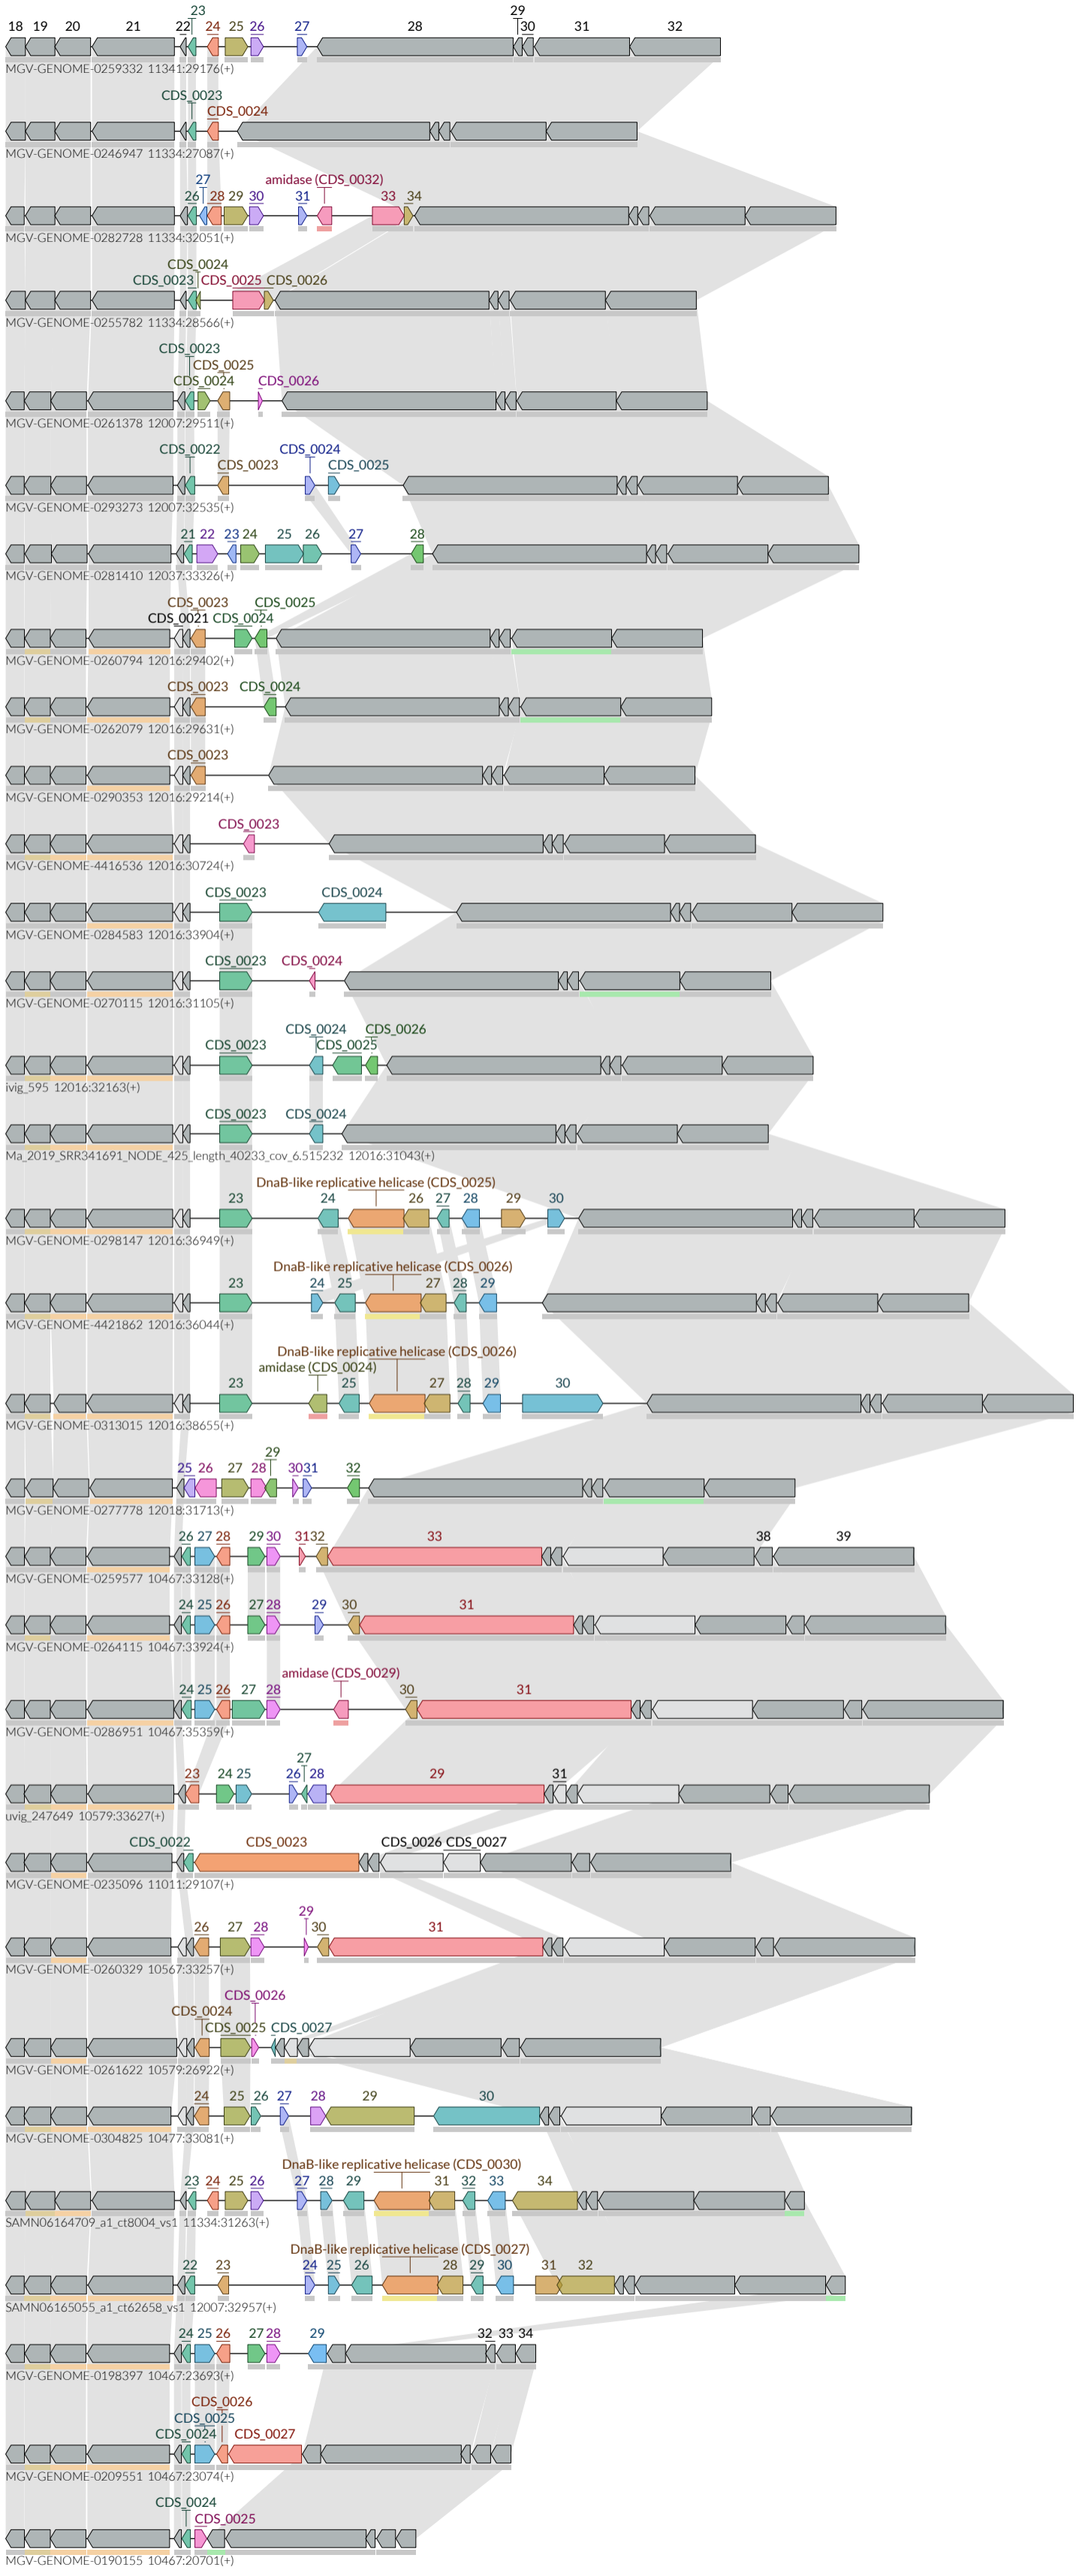 23
29
18 19 20 21 22 24 25 26 27 28 30 31 32
MGV-GENOME-0259332 11341:29176(+)
CDS_0023
CDS_0024
MGV-GENOME-0246947 11334:27087(+)
amidase (CDS_0032)
27
26 28 29 30 31 33 34
MGV-GENOME-0282728 11334:32051(+)
CDS_0024
CDS_0023 CDS_0025 CDS_0026
MGV-GENOME-0255782 11334:28566(+)
CDS_0023
CDS_0025
CDS_0024 CDS_0026
MGV-GENOME-0261378 12007:29511(+)
CDS_0022 CDS_0024
CDS_0023 CDS_0025
MGV-GENOME-0293273 12007:32535(+)
21 22 23 24 25 26 27 28
MGV-GENOME-0281410 12037:33326(+)
CDS_0023 CDS_0025
CDS_0021 CDS_0024
MGV-GENOME-0260794 12016:29402(+)
CDS_0023 CDS_0024
MGV-GENOME-0262079 12016:29631(+)
CDS_0023
MGV-GENOME-0290353 12016:29214(+)
CDS_0023
MGV-GENOME-4416536 12016:30724(+)
CDS_0023 CDS_0024
MGV-GENOME-0284583 12016:33904(+)
CDS_0023 CDS_0024
MGV-GENOME-0270115 12016:31105(+)
CDS_0024 CDS_0026
CDS_0023 CDS_0025
ivig_595 12016:32163(+)
CDS_0023 CDS_0024
Ma_2019_SRR341691_NODE_425_length_40233_cov_6.515232 12016:31043(+)
DnaB-like replicative helicase (CDS_0025)
23 24 26 27 28 29 30
MGV-GENOME-0298147 12016:36949(+)
DnaB-like replicative helicase (CDS_0026)
23 24 25 27 28 29
MGV-GENOME-4421862 12016:36044(+)
DnaB-like replicative helicase (CDS_0026)
amidase (CDS_0024)
23 25 27 28 29 30
MGV-GENOME-0313015 12016:38655(+)
29
25 26 27 28 30 31 32
MGV-GENOME-0277778 12018:31713(+)
26 27 28 29 30 31 32 33 38 39
MGV-GENOME-0259577 10467:33128(+)
24 25 26 27 28 29 30 31
MGV-GENOME-0264115 10467:33924(+)
amidase (CDS_0029)
24 25 26 27 28 30 31
MGV-GENOME-0286951 10467:35359(+)
27
23 24 25 26 28 29 31
uvig_247649 10579:33627(+)
CDS_0022 CDS_0023 CDS_0026 CDS_0027
MGV-GENOME-0235096 11011:29107(+)
29
26 27 28 30 31
MGV-GENOME-0260329 10567:33257(+)
CDS_0026
CDS_0024
CDS_0025 CDS_0027
MGV-GENOME-0261622 10579:26922(+)
24 25 26 27 28 29 30
MGV-GENOME-0304825 10477:33081(+)
DnaB-like replicative helicase (CDS_0030)
23 24 25 26 27 28 29 31 32 33 34
SAMN06164709_a1_ct8004_vs1 11334:31263(+)
DnaB-like replicative helicase (CDS_0027)
22 23 24 25 26 28 29 30 31 32
SAMN06165055_a1_ct62658_vs1 12007:32957(+)
24 25 26 27 28 29 32 33 34
MGV-GENOME-0198397 10467:23693(+)
CDS_0026
CDS_0025
CDS_0024 CDS_0027
MGV-GENOME-0209551 10467:23074(+)
CDS_0024
CDS_0025
MGV-GENOME-0190155 10467:20701(+)